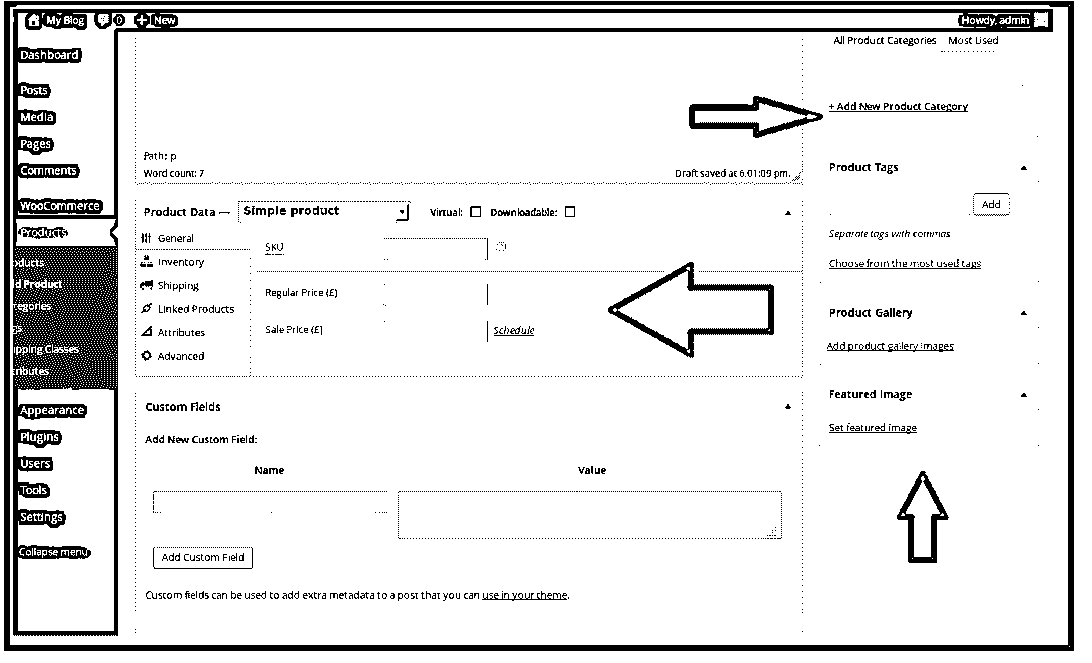 My Blog 0 + New Howdy, admin
Dashboard
Posts
Media
Pages
Comments
WooCommerce
Products
oducts
d Product
tegories
gs
pping Classes
tributes
Appearance
Plugins
Users
Tools
Settings
Collapse menu
Path: p
Word count: 7 Draft saved at 6:01:09 pm.
Product Data — Simple product Virtual: Downloadable:
General
Inventory
Shipping
Linked Products
Attributes
Advanced
SKU
Regular Price (£)
Sale Price (£) Schedule
Custom Fields
Add New Custom Field:
Name Value
Add Custom Field
Custom fields can be used to add extra metadata to a post that you can use in your theme.
All Product Categories Most Used
+ Add New Product Category
Product Tags
Add
Separate tags with commas
Choose from the most used tags
Product Gallery
Add product gallery images
Featured Image
Set featured image